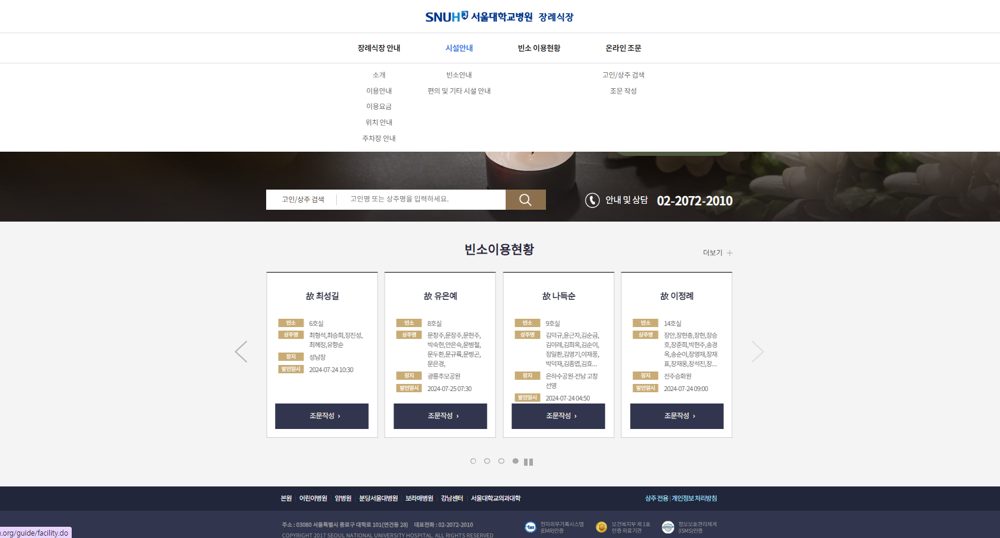 SNUH 서울대학교병원 장례식장
장례식장 안내
시설안내
빈소 이용현황
온라인 조문
소개
이용안내
이용요금
위치 안내
주차장 안내
빈소안내
편의 및 기타 시설 안내
고인/상주 검색
조문 작성
고인/상주 검색
고인명 또는 상주명을 입력하세요.
안내 및 상담 02-2072-2010
빈소이용현황
더보기 +
故 최성길
빈소 6호실
상주명 최형석,최승희,정진성,
최혜정,유향순
장지 성남장
발인일시 2024-07-24 10:30
조문작성 ›
故 유은예
빈소 8호실
상주명 문창주,문장주,문현주,
박숙현,안은숙,문병철,
문두환,문규륙,문병곤,
문은경,
장지 광릉추모공원
발인일시 2024-07-25 07:30
조문작성 ›
故 나득순
빈소 9호실
상주명 김덕규,윤근자,김순금,
김이례,김희옥,김순이,
정일환,김영기,이재풍,
박덕재,김종엽,김효...
장지 은하수공원-전남 고창
선영
발인일시 2024-07-24 04:50
조문작성 ›
故 이정례
빈소 14호실
상주명 장안,장현충,장현,장승
호,장준희,박현주,송경
옥,송순이,장영재,장재
표,장재웅,장석진,장...
장지 전주승화원
발인일시 2024-07-24 09:00
조문작성 ›
본원 어린이병원 암병원 분당서울대병원 보라매병원 강남센터 서울대학교의과대학
상주 전용 | 개인정보 처리방침
주소 : 03080 서울특별시 종로구 대학로 101(연건동 28) 대표전화 : 02-2072-2010
COPYRIGHT 2017 SEOUL NATIONAL UNIVERSITY HOSPITAL. ALL RIGHTS RESERVED
전자의무기록시스템
(EMR)인증
보건복지부 제 1호
인증 의료기관
정보보호관리체계
(ISMS)인증
.org/guide/facility.do